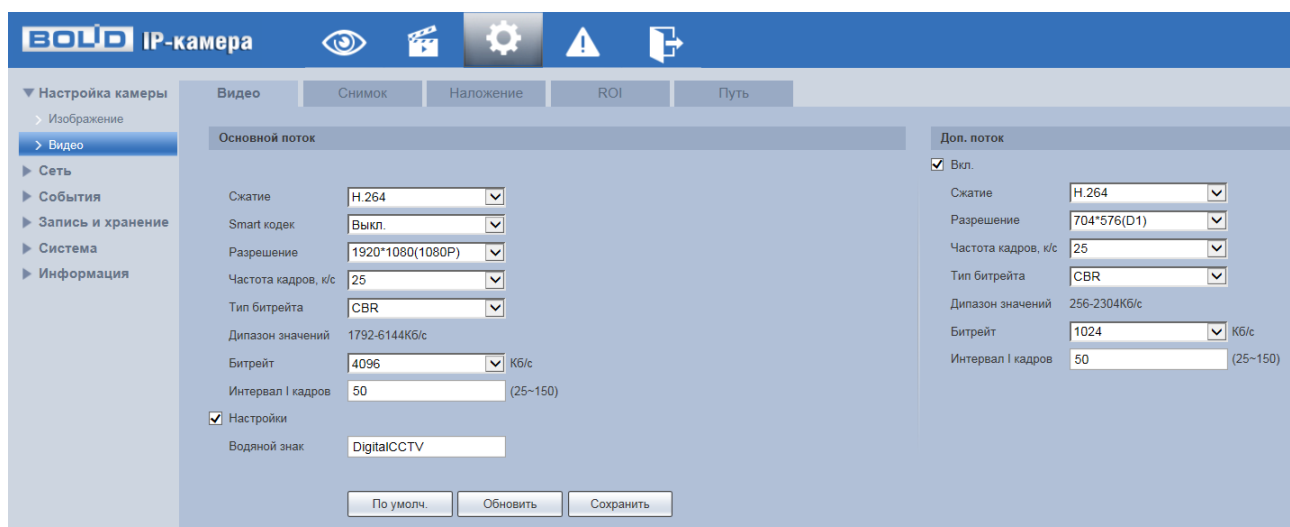 BOLID IP-камера
Настройка камеры
Изображение
Видео
Сеть
События
Запись и хранение
Система
Информация
Видео Снимок Наложение ROI Путь
Основной поток
Сжатие H.264
Smart кодек Выкл.
Разрешение 1920*1080(1080P)
Частота кадров, к/с 25
Тип битрейта CBR
Дипазон значений 1792-6144Кб/с
Битрейт 4096 Кб/с
Интервал I кадров 50 (25~150)
Настройки
Водяной знак DigitalCCTV
По умолч. Обновить Сохранить
Доп. поток
Вкл.
Сжатие H.264
Разрешение 704*576(D1)
Частота кадров, к/с 25
Тип битрейта CBR
Дипазон значений 256-2304Кб/с
Битрейт 1024 Кб/с
Интервал I кадров 50 (25~150)